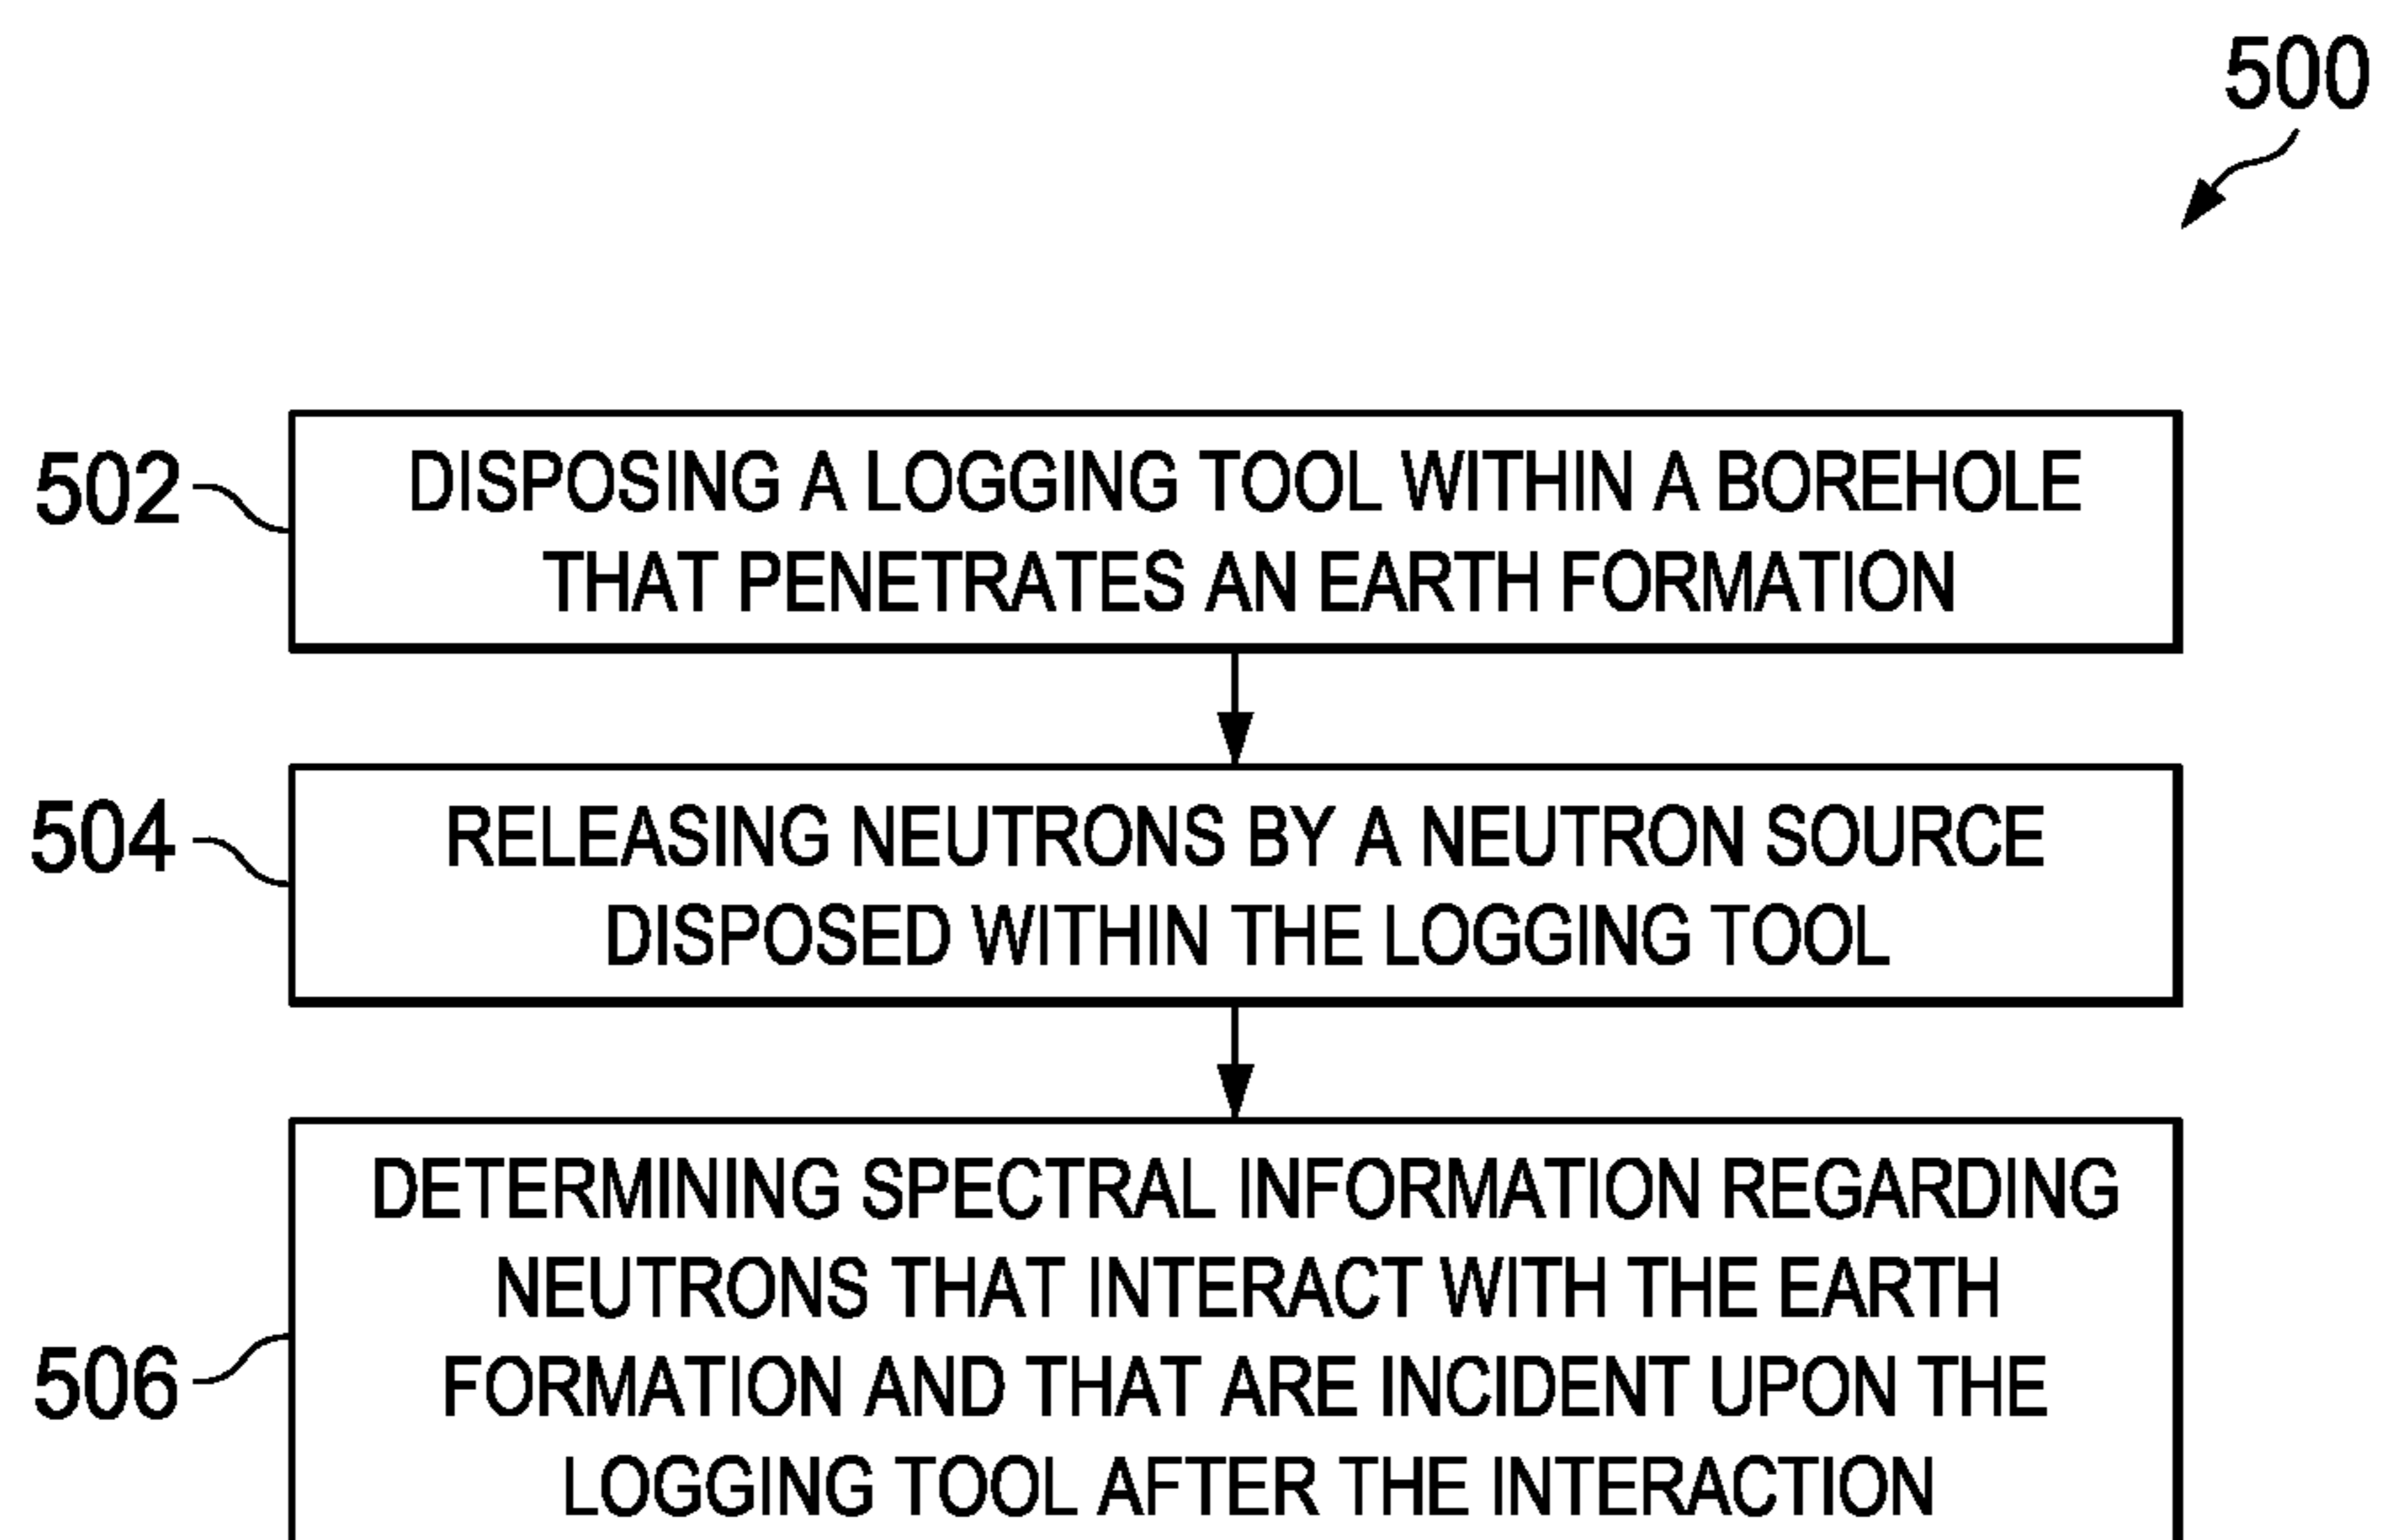 500
502
DISPOSING A LOGGING TOOL WITHIN A BOREHOLE
THAT PENETRATES AN EARTH FORMATION
504
RELEASING NEUTRONS BY A NEUTRON SOURCE
DISPOSED WITHIN THE LOGGING TOOL
506
DETERMINING SPECTRAL INFORMATION REGARDING
NEUTRONS THAT INTERACT WITH THE EARTH
FORMATION AND THAT ARE INCIDENT UPON THE
LOGGING TOOL AFTER THE INTERACTION